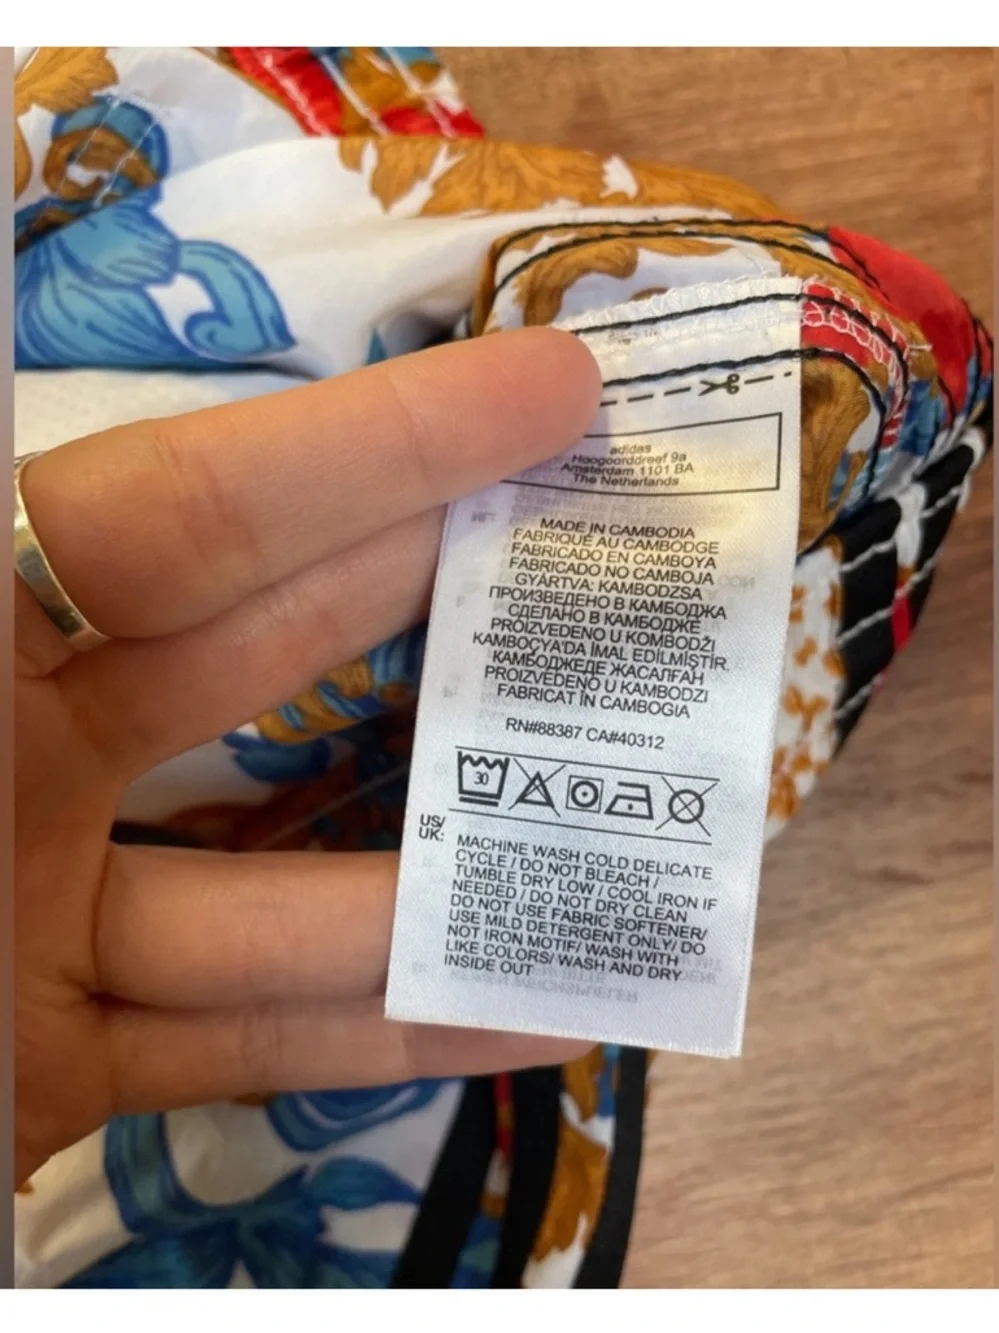 adidas
Hoogoorddreef 9a
Amsterdam 1101 BA
The Netherlands
MADE IN CAMBODIA
FABRIQUÉ AU CAMBODGE
FABRICADO EN CAMBOYA
FABRICADO NO CAMBOJA
GYÁRTVA: KAMBODZSA
ПРОИЗВЕДЕНО В КАМБОДЖА
СДЕЛАНО В КАМБОДЖЕ
PROIZVEDENO U KOMBODŽI
KAMBOÇYA'DA İMAL EDİLMİŞTİR.
КАМБОДЖЕДЕ ЖАСАЛҒАН
PROIZVEDENO U KAMBODZI
FABRICAT ÎN CAMBOGIA
RN#88387 CA#40312
30
US/
UK:
MACHINE WASH COLD DELICATE
CYCLE / DO NOT BLEACH /
TUMBLE DRY LOW / COOL IRON IF
NEEDED / DO NOT DRY CLEAN
DO NOT USE FABRIC SOFTENER/
USE MILD DETERGENT ONLY/ DO
NOT IRON MOTIF/ WASH WITH
LIKE COLORS/ WASH AND DRY
INSIDE OUT